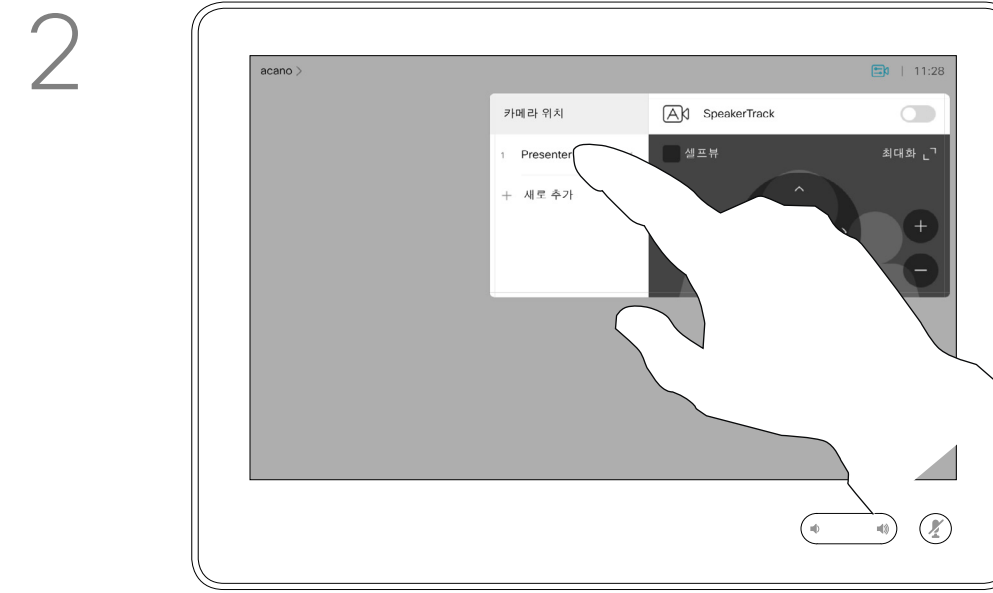 2
acano >
11:28
카메라 위치
SpeakerTrack
1 Presenter
셀프뷰
최대화
+ 새로 추가